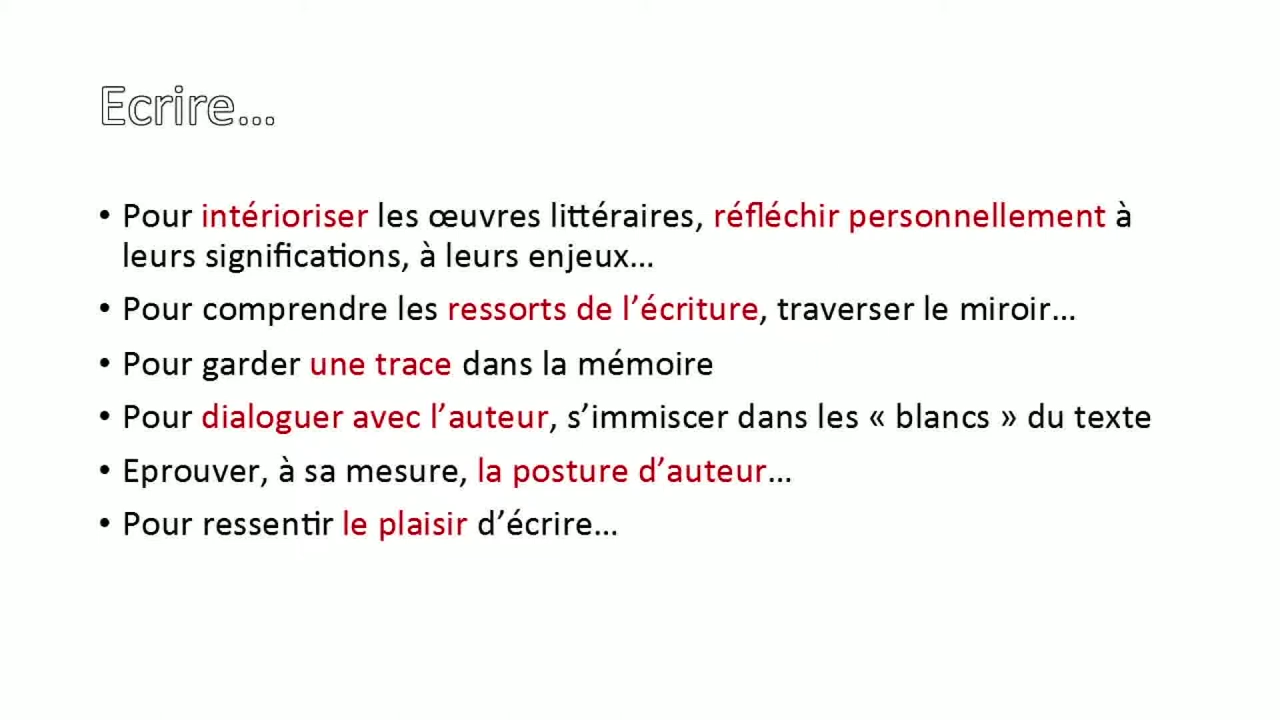 Ecrire...
• Pour intérioriser les œuvres littéraires, réfléchir personnellement à
leurs significations, à leurs enjeux...
• Pour comprendre les ressorts de l’écriture, traverser le miroir...
• Pour garder une trace dans la mémoire
• Pour dialoguer avec l’auteur, s’immiscer dans les « blancs » du texte
• Eprouver, à sa mesure, la posture d’auteur...
• Pour ressentir le plaisir d’écrire...